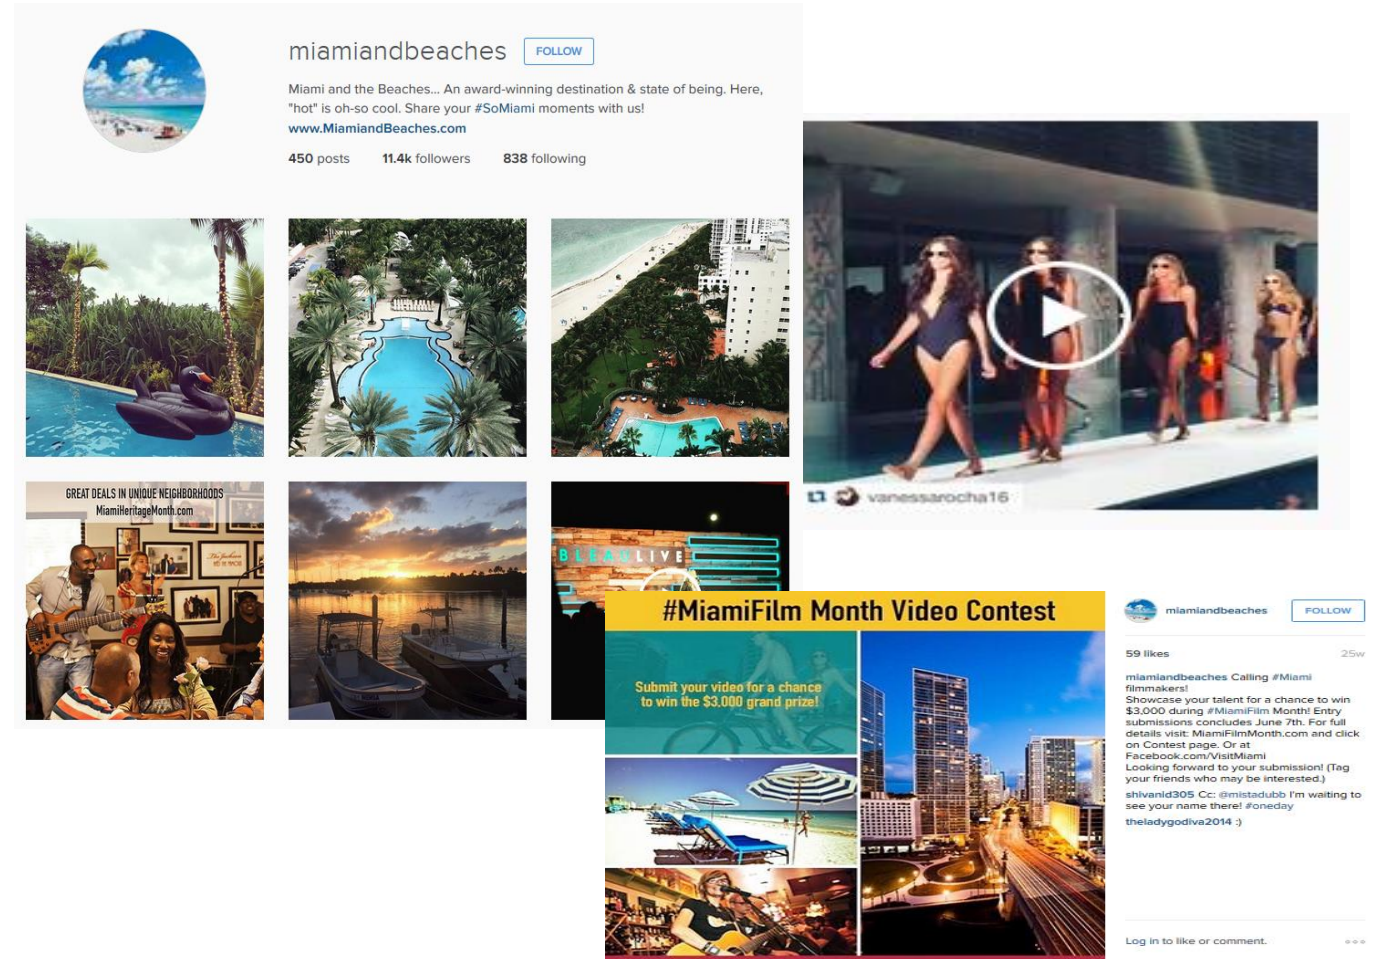 miamiandbeaches FOLLOW
Miami and the Beaches... An award-winning destination & state of being. Here,
"hot" is oh-so cool. Share your #SoMiami moments with us!
www.MiamiandBeaches.com
450 posts 11.4k followers 838 following
GREAT DEALS IN UNIQUE NEIGHBORHOODS
MiamiHeritageMonth.com
BLEAULIVE
vanessarocha16
#MiamiFilm Month Video Contest
Submit your video for a chance
to win the $3,000 grand prize!
miamiandbeaches FOLLOW
59 likes 25w
miamiandbeaches Calling #Miami
filmmakers!
Showcase your talent for a chance to win
$3,000 during #MiamiFilm Month! Entry
submissions concludes June 7th. For full
details visit: MiamiFilmMonth.com and click
on Contest page. Or at
Facebook.com/VisitMiami
Looking forward to your submission! (Tag
your friends who may be interested.)
shivanid305 Cc: @mistadubb I'm waiting to
see your name there! #oneday
theladygodiva2014 :)
Log in to like or comment.